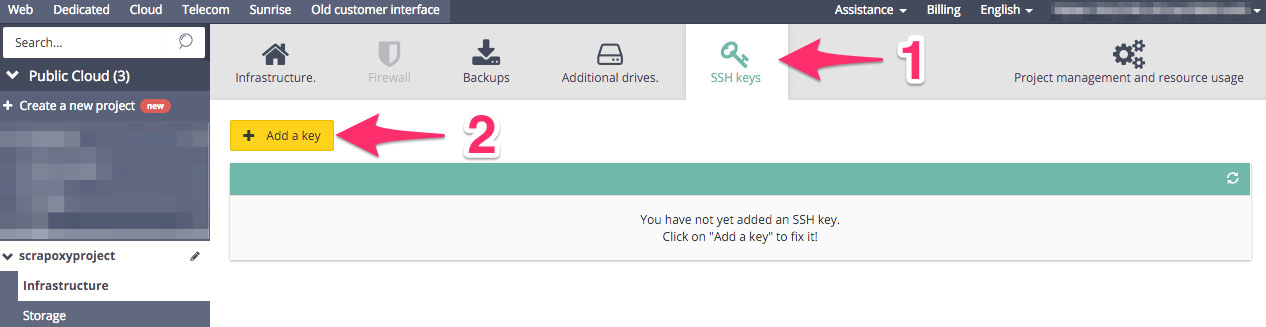 Web Dedicated Cloud Telecom Sunrise Old customer interface Assistance Billing English
Search...
Public Cloud (3)
+ Create a new project new
scrapoxyproject
Infrastructure
Storage
Infrastructure. Firewall Backups Additional drives. SSH keys 1 Project management and resource usage
+ Add a key 2
You have not yet added an SSH key.
Click on "Add a key" to fix it!